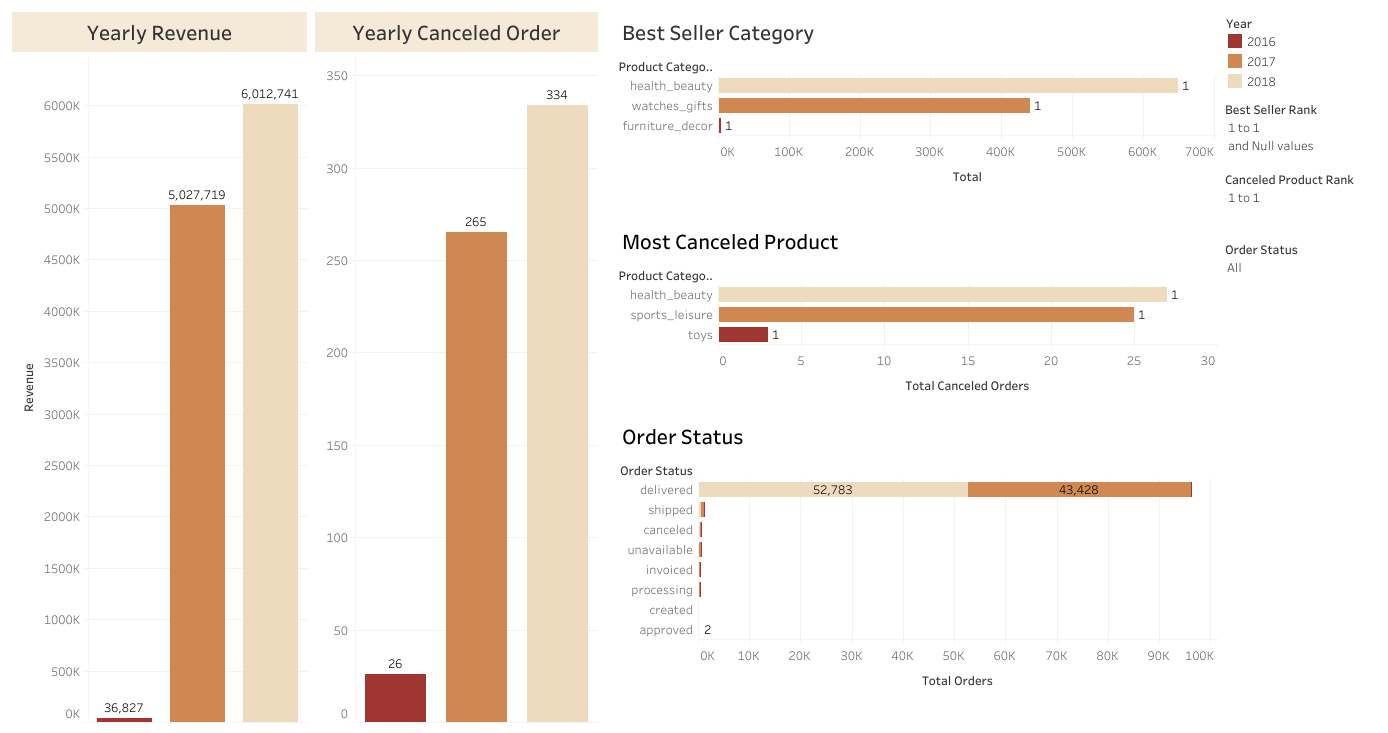 Yearly Revenue
6000K
5500K
5000K
4500K
4000K
3500K
3000K
2500K
2000K
1500K
1000K
500K
0K
Revenue
36,827
5,027,719
6,012,741
Yearly Canceled Order
350
300
250
200
150
100
50
0
26
265
334
Best Seller Category
Product Catego..
health_beauty 1
watches_gifts 1
furniture_decor 1
0K 100K 200K 300K 400K 500K 600K 700K
Total
Most Canceled Product
Product Catego..
health_beauty 1
sports_leisure 1
toys 1
0 5 10 15 20 25 30
Total Canceled Orders
Order Status
Order Status
delivered 52,783 43,428
shipped
canceled
unavailable
invoiced
processing
created
approved 2
0K 10K 20K 30K 40K 50K 60K 70K 80K 90K 100K
Total Orders
Year
2016
2017
2018
Best Seller Rank
1 to 1
and Null values
Canceled Product Rank
1 to 1
Order Status
All